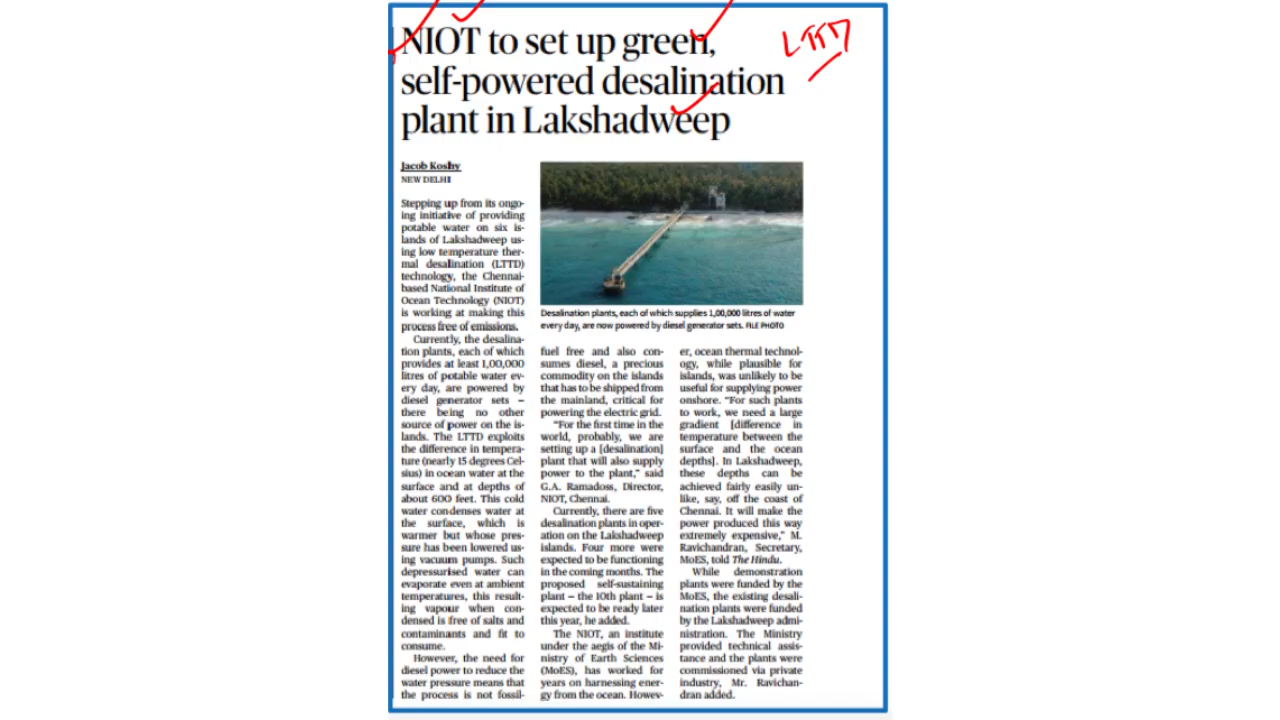 LTTD
NIOT to set up green,
self-powered desalination
plant in Lakshadweep
Jacob Koshy
NEW DELHI
Stepping up from its ongo-
ing initiative of providing
potable water on six is-
lands of Lakshadweep us-
ing low temperature ther-
mal desalination (LTTD)
technology, the Chennai-
based National Institute of
Ocean Technology (NIOT)
is working at making this
process free of emissions.
Currently, the desalina-
tion plants, each of which
provides at least 1,00,000
litres of potable water ev-
ery day, are powered by
diesel generator sets –
there being no other
source of power on the is-
lands. The LTTD exploits
the difference in tempera-
ture (nearly 15 degrees Cel-
sius) in ocean water at the
surface and at depths of
about 600 feet. This cold
water condenses water at
the surface, which is
warmer but whose pres-
sure has been lowered us-
ing vacuum pumps. Such
depressurised water can
evaporate even at ambient
temperatures, this result-
ing vapour when con-
densed is free of salts and
contaminants and fit to
consume.
However, the need for
diesel power to reduce the
water pressure means that
the process is not fossil-
Desalination plants, each of which supplies 1,00,000 litres of water
every day, are now powered by diesel generator sets. FILE PHOTO
fuel free and also con-
sumes diesel, a precious
commodity on the islands
that has to be shipped from
the mainland, critical for
powering the electric grid.
“For the first time in the
world, probably, we are
setting up a [desalination]
plant that will also supply
power to the plant,” said
G.A. Ramadoss, Director,
NIOT, Chennai.
Currently, there are five
desalination plants in oper-
ation on the Lakshadweep
islands. Four more were
expected to be functioning
in the coming months. The
proposed self-sustaining
plant – the 10th plant – is
expected to be ready later
this year, he added.
The NIOT, an institute
under the aegis of the Mi-
nistry of Earth Sciences
(MoES), has worked for
years on harnessing ener-
gy from the ocean. Howev-
er, ocean thermal technol-
ogy, while plausible for
islands, was unlikely to be
useful for supplying power
onshore. “For such plants
to work, we need a large
gradient [difference in
temperature between the
surface and the ocean
depths]. In Lakshadweep,
these depths can be
achieved fairly easily un-
like, say, off the coast of
Chennai. It will make the
power produced this way
extremely expensive,” M.
Ravichandran, Secretary,
MoES, told The Hindu.
While demonstration
plants were funded by the
MoES, the existing desali-
nation plants were funded
by the Lakshadweep admi-
nistration. The Ministry
provided technical assis-
tance and the plants were
commissioned via private
industry, Mr. Ravichan-
dran added.